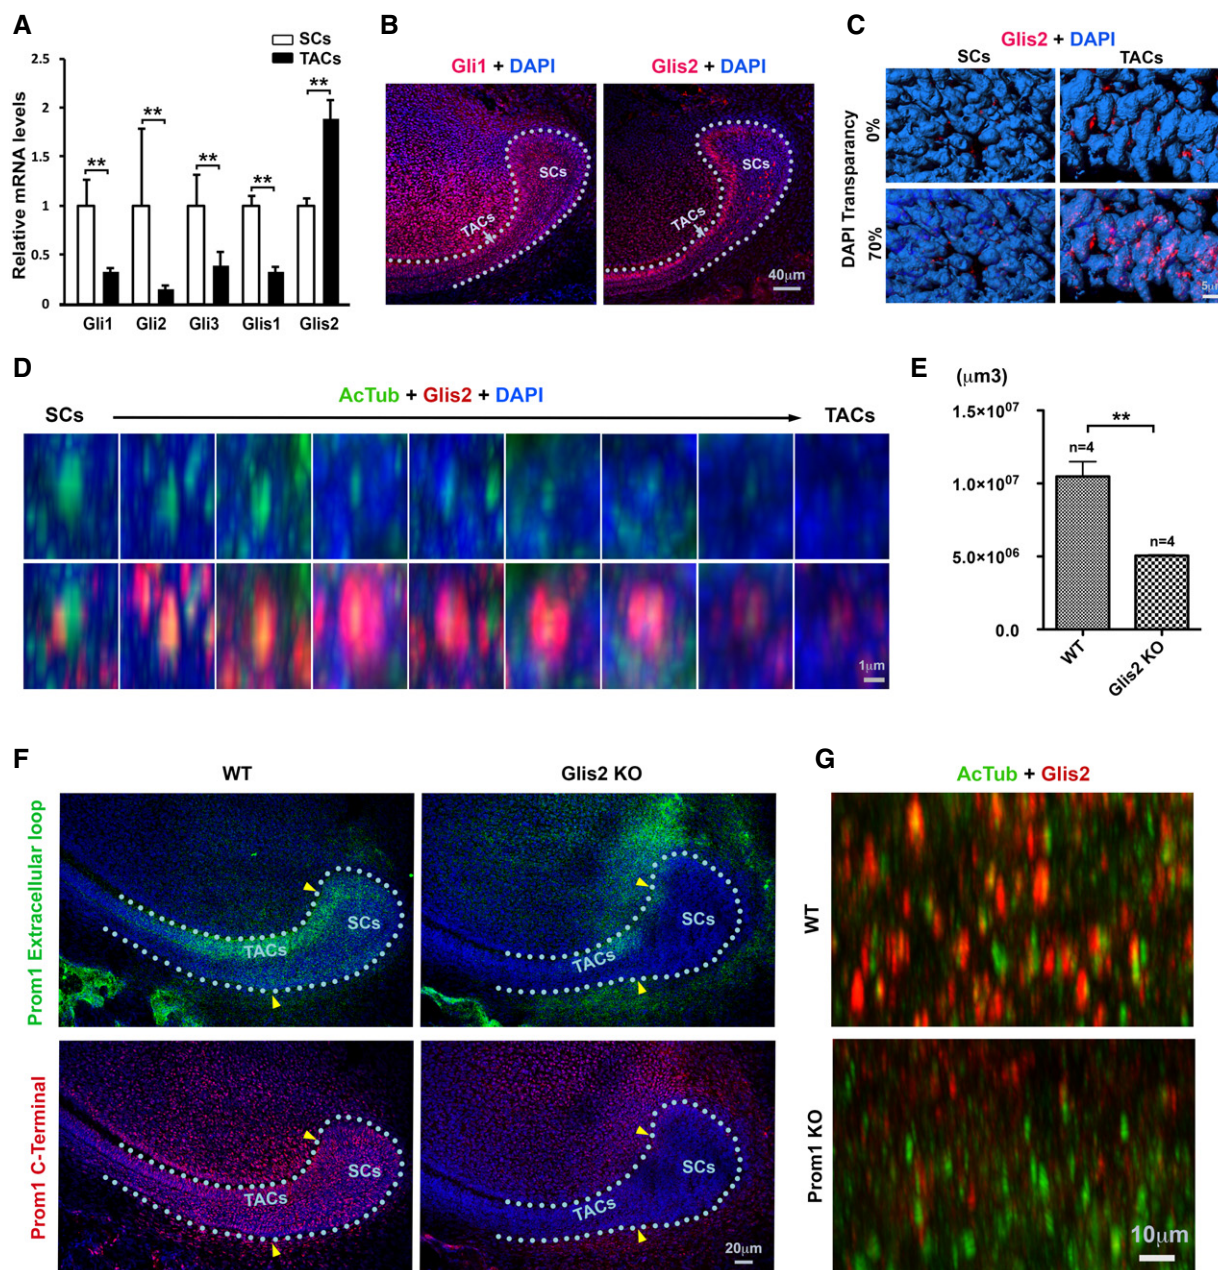 A
SCs
TACs
Relative mRNA levels
2.5
2
1.5
1
0.5
0
**
**
**
**
**
Gli1
Gli2
Gli3
Glis1
Glis2
B
Gli1 + DAPI
Glis2 + DAPI
SCs
TACs
SCs
TACs
40μm
C
Glis2 + DAPI
SCs
TACs
DAPI Transparancy
0%
70%
5μm
D
AcTub + Glis2 + DAPI
SCs
TACs
1μm
E
(μm3)
1.5×10⁰⁷
1.0×10⁰⁷
5.0×10⁰⁶
0.0
**
n=4
n=4
WT
Glis2 KO
F
WT
Glis2 KO
Prom1 Extracellular loop
SCs
TACs
SCs
TACs
Prom1 C-Terminal
SCs
TACs
SCs
TACs
20μm
G
AcTub + Glis2
WT
Prom1 KO
10μm